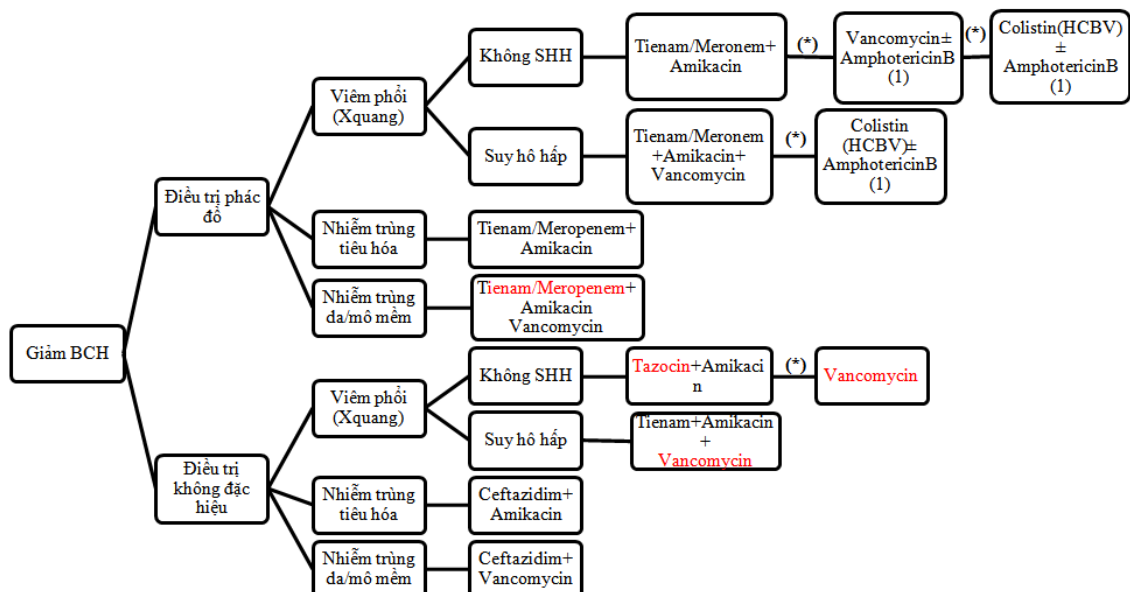 Giảm BCH
Điều trị phác
đồ
Viêm phổi
(Xquang)
Không SHH
Tienam/Meronem+
Amikacin
(*)
Vancomycin±
AmphotericinB
(1)
(*)
Colistin(HCBV)
±
AmphotericinB
(1)
Suy hô hấp
Tienam/Meronem
+Amikacin+
Vancomycin
(*)
Colistin
(HCBV)±
AmphotericinB
(1)
Nhiễm trùng
tiêu hóa
Tienam/Meropenem+
Amikacin
Nhiễm trùng
da/mô mềm
Tienam/Meropenem+
Amikacin
Vancomycin
Điều trị
không đặc
hiệu
Viêm phổi
(Xquang)
Không SHH
Tazocin+Amikaci
n
(*)
Vancomycin
Suy hô hấp
Tienam+Amikacin
+
Vancomycin
Nhiễm trùng
tiêu hóa
Ceftazidim+
Amikacin
Nhiễm trùng
da/mô mềm
Ceftazidim+
Vancomycin